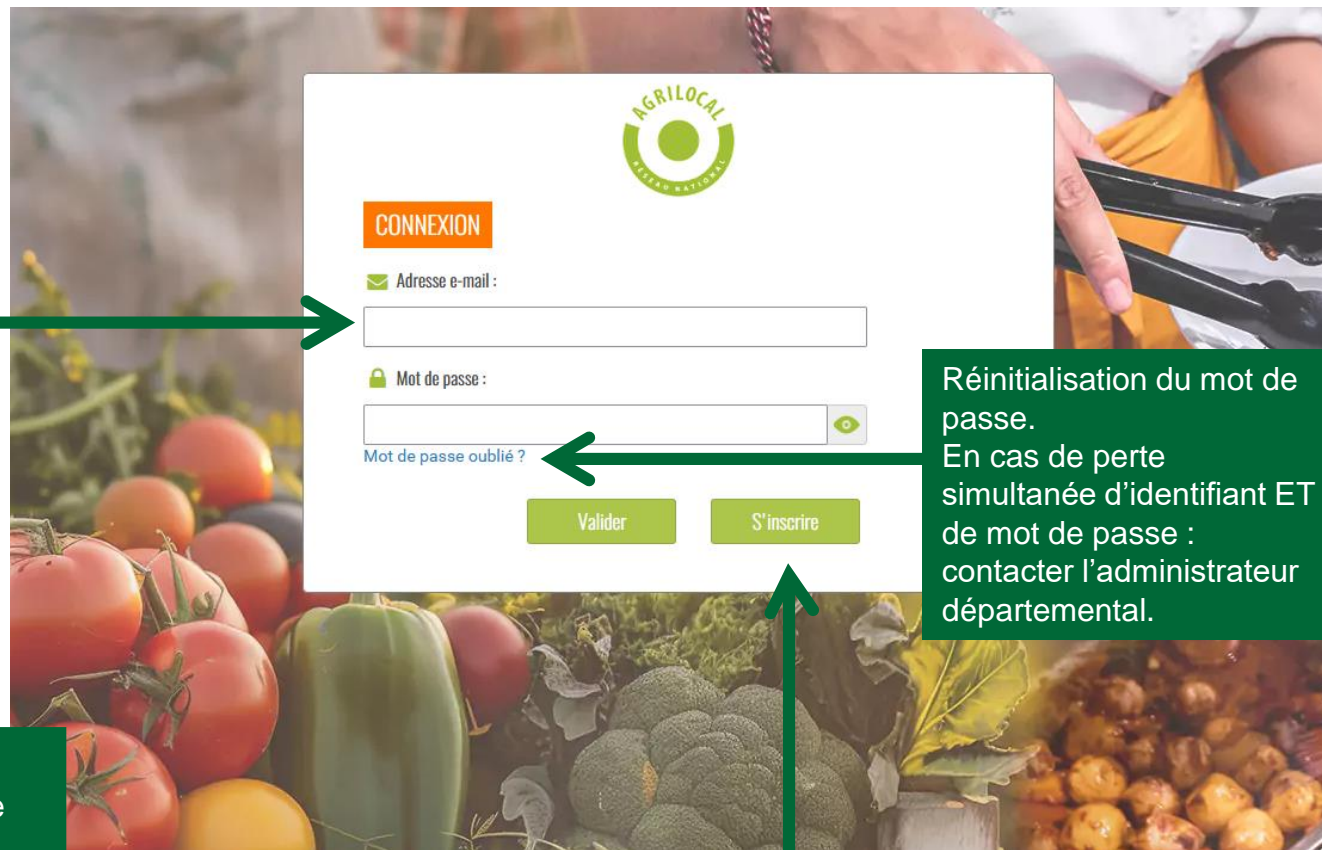 AGRILOCAL
RÉSEAU NATIONAL
CONNEXION
Adresse e-mail :
Mot de passe :
Mot de passe oublié ?
Valider
S'inscrire
Réinitialisation du mot de
passe.
En cas de perte
simultanée d’identifiant ET
de mot de passe :
contacter l’administrateur
départemental.